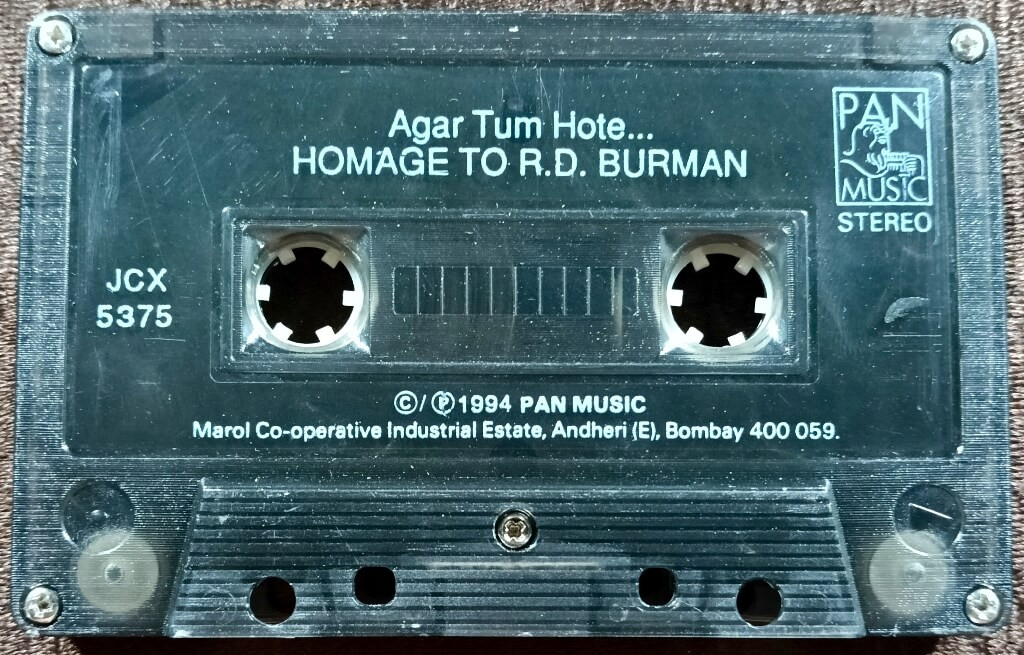 Agar Tum Hote...
HOMAGE TO R.D. BURMAN
PAN
MUSIC
STEREO
JCX
5375
©/℗ 1994 PAN MUSIC
Marol Co-operative Industrial Estate, Andheri (E), Bombay 400 059.